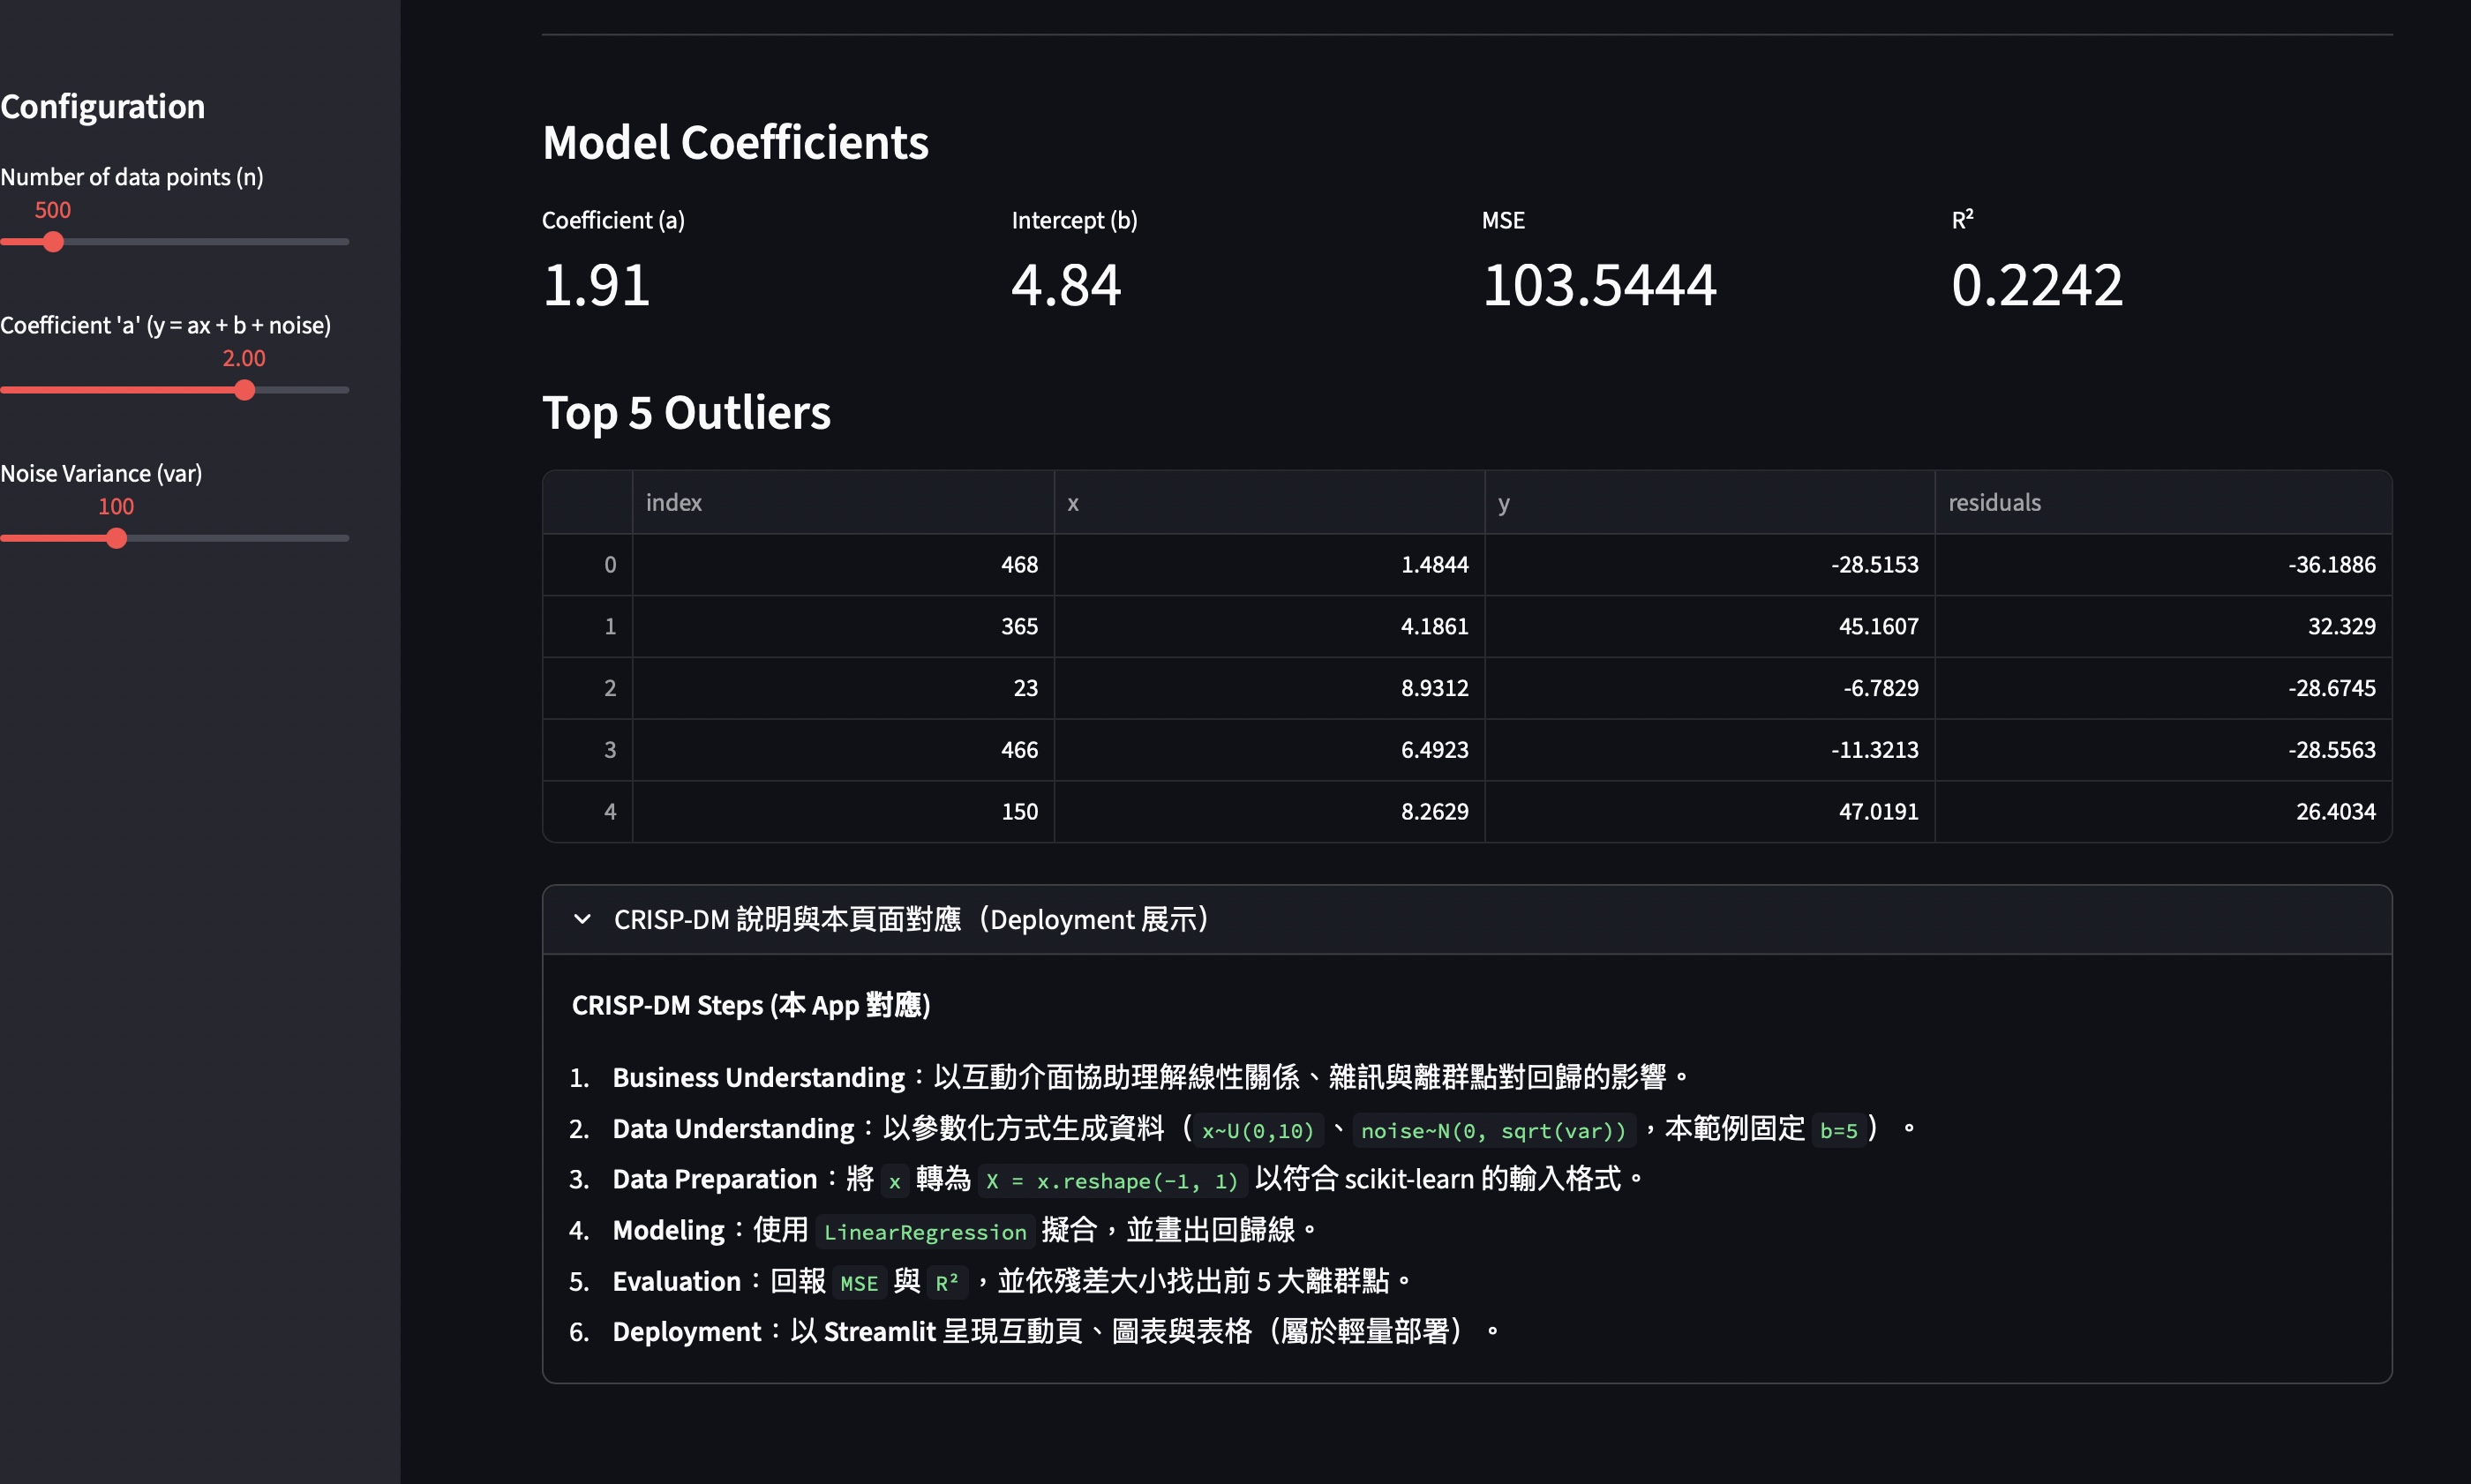 Configuration
Number of data points (n)
500
Coefficient 'a' (y = ax + b + noise)
2.00
Noise Variance (var)
100
Model Coefficients
Coefficient (a) Intercept (b) MSE R²
1.91 4.84 103.5444 0.2242
Top 5 Outliers
index x y residuals
0 468 1.4844 -28.5153 -36.1886
1 365 4.1861 45.1607 32.329
2 23 8.9312 -6.7829 -28.6745
3 466 6.4923 -11.3213 -28.5563
4 150 8.2629 47.0191 26.4034
CRISP-DM 說明與本頁面對應（Deployment 展示）
CRISP-DM Steps (本 App 對應)
1. Business Understanding：以互動介面協助理解線性關係、雜訊與離群點對回歸的影響。
2. Data Understanding：以參數化方式生成資料（x~U(0,10)、noise~N(0, sqrt(var))，本範例固定 b=5）。
3. Data Preparation：將 x 轉為 X = x.reshape(-1, 1) 以符合 scikit-learn 的輸入格式。
4. Modeling：使用 LinearRegression 擬合，並畫出回歸線。
5. Evaluation：回報 MSE 與 R²，並依殘差大小找出前 5 大離群點。
6. Deployment：以 Streamlit 呈現互動頁、圖表與表格（屬於輕量部署）。